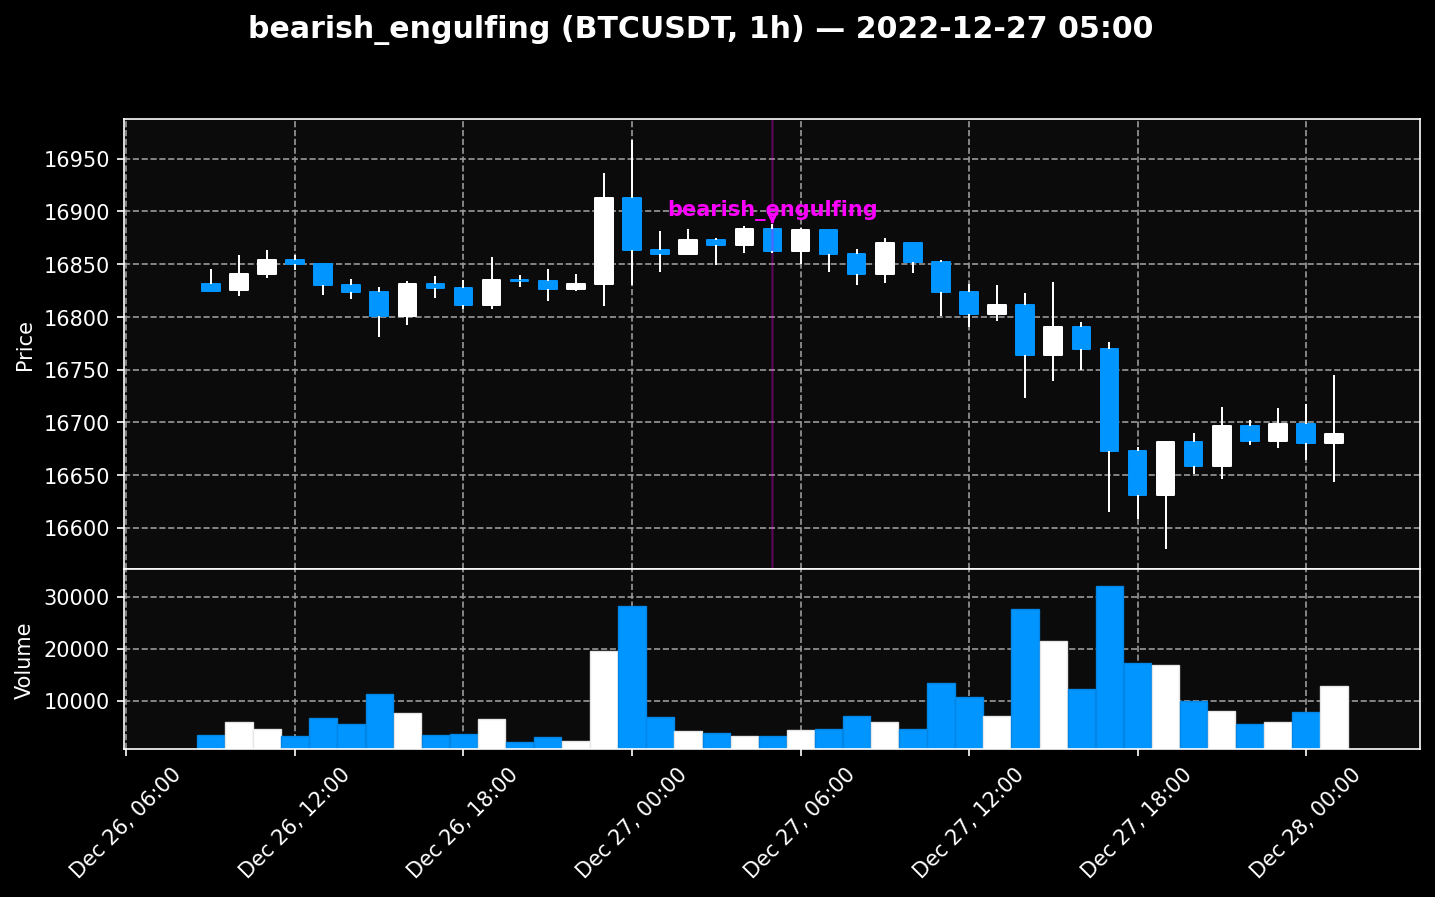 bearish_engulfing (BTCUSDT, 1h) — 2022-12-27 05:00
16950
16900
16850
16800
16750
16700
16650
16600
Price
bearish_engulfing
30000
20000
10000
Volume
Dec 26, 06:00
Dec 26, 12:00
Dec 26, 18:00
Dec 27, 00:00
Dec 27, 06:00
Dec 27, 12:00
Dec 27, 18:00
Dec 28, 00:00